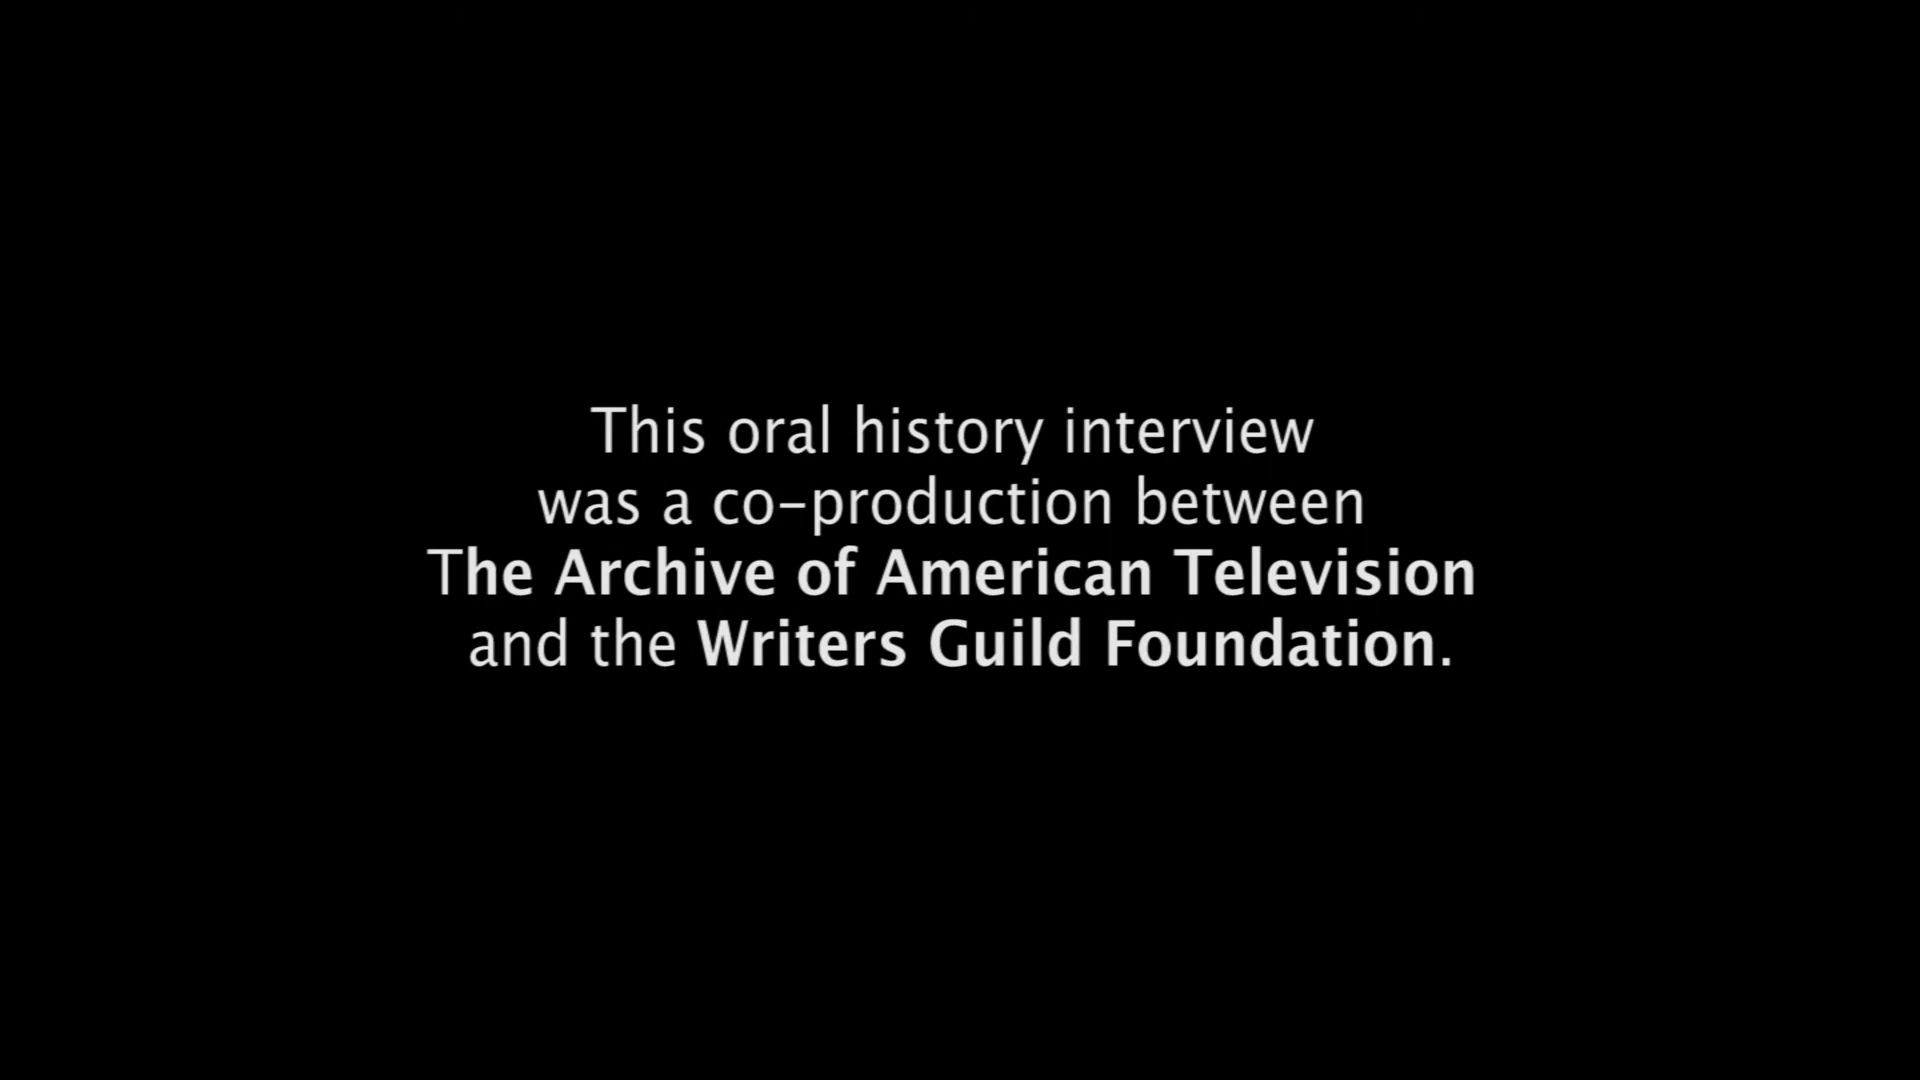 This oral history interview
was a co-production between
The Archive of American Television
and the Writers Guild Foundation.